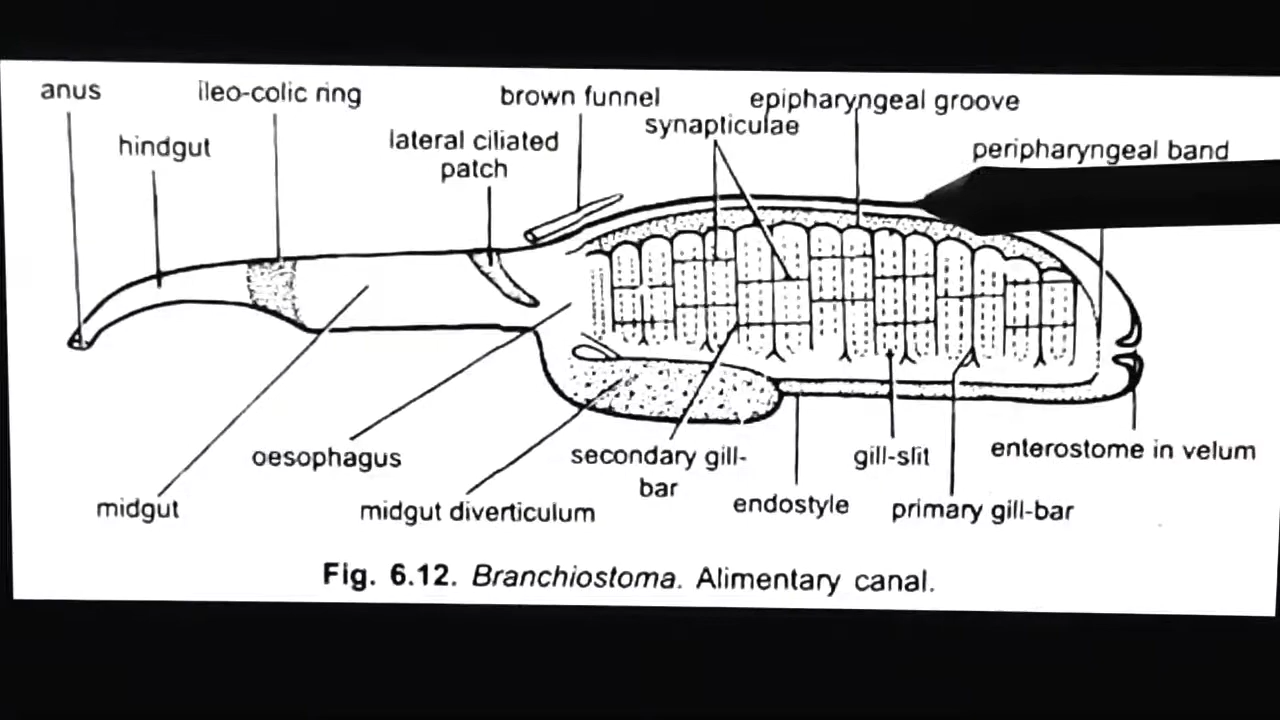 anus
ileo-colic ring
brown funnel
epipharyngeal groove
synapticulae
hindgut
lateral ciliated
patch
peripharyngeal band
oesophagus
secondary gill-
bar
gill-slit
enterostome in velum
midgut
midgut diverticulum
endostyle
primary gill-bar
Fig. 6.12. Branchiostoma. Alimentary canal.